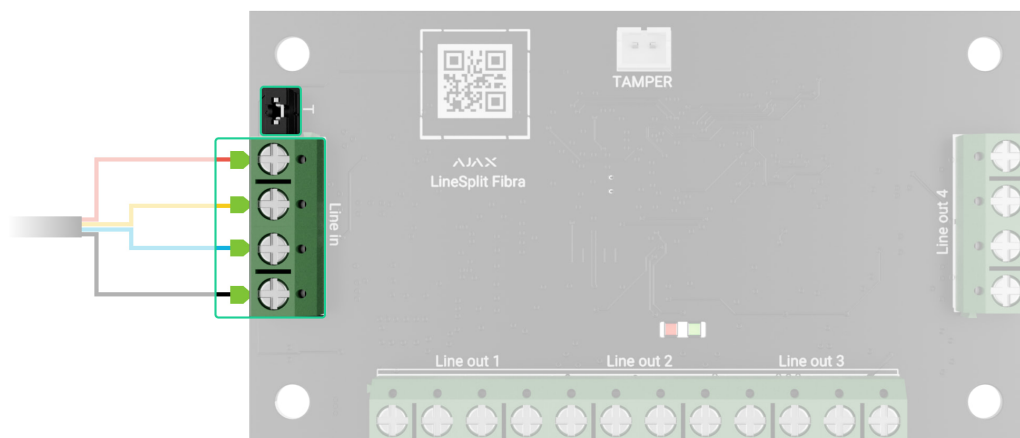 TAMPER
T
AJAX
LineSplit Fibra
Line in
Line out 4
Line out 1
Line out 2
Line out 3